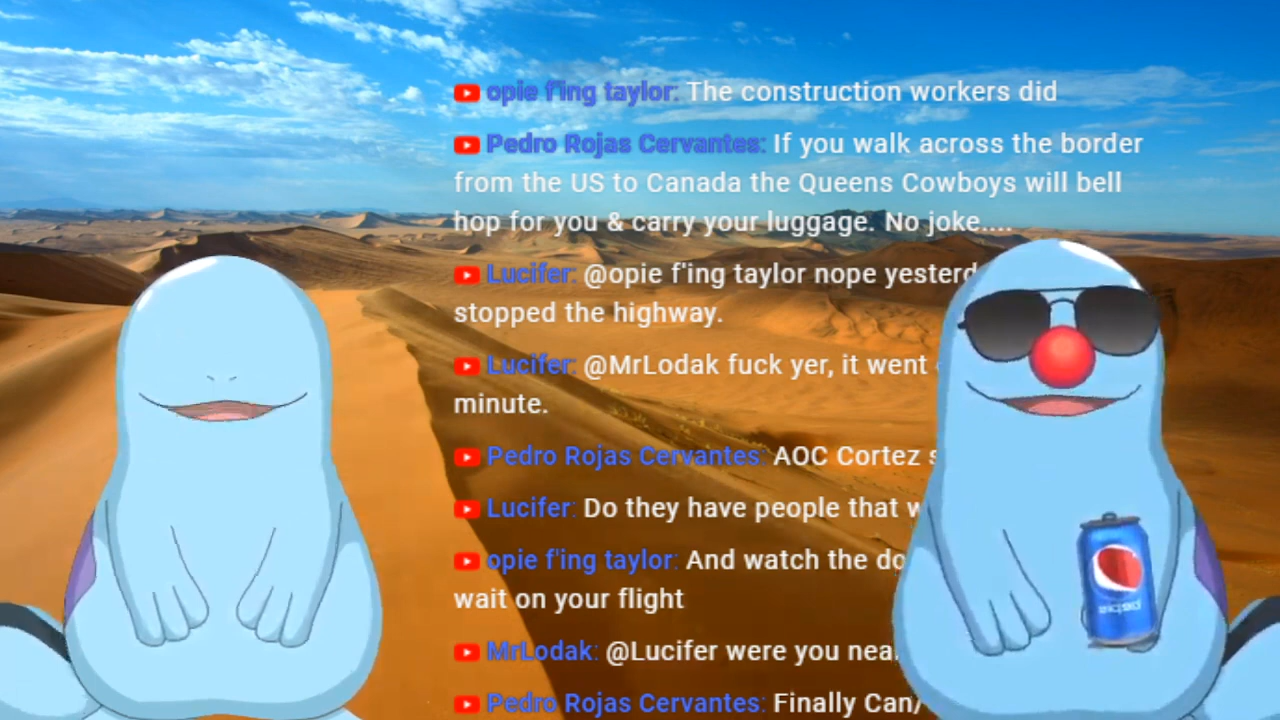 opie f'ing taylor: The construction workers did
Pedro Rojas Cervantes: If you walk across the border
from the US to Canada the Queens Cowboys will bell
hop for you & carry your luggage. No joke....
Lucifer: @opie f'ing taylor nope
stopped the highway.
Lucifer: @MrLodak fuck yer, it went
minute.
Pedro Rojas Cervantes: AOC Cortez
Lucifer: Do they have people that
opie f'ing taylor: And watch the
wait on your flight
MrLodak: @Lucifer were you
Pedro Rojas Cervantes: Finally
pepsi